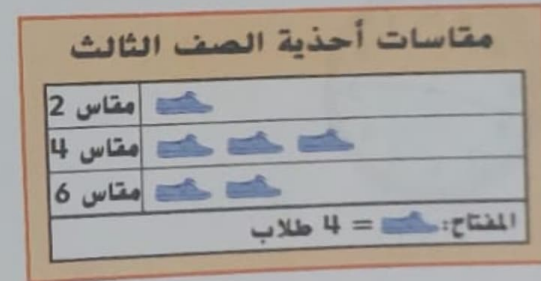 مقاسات أحذية الصف الثالث
مقاس 2
مقاس 4
مقاس 6
المفتاح: = 4 طلاب